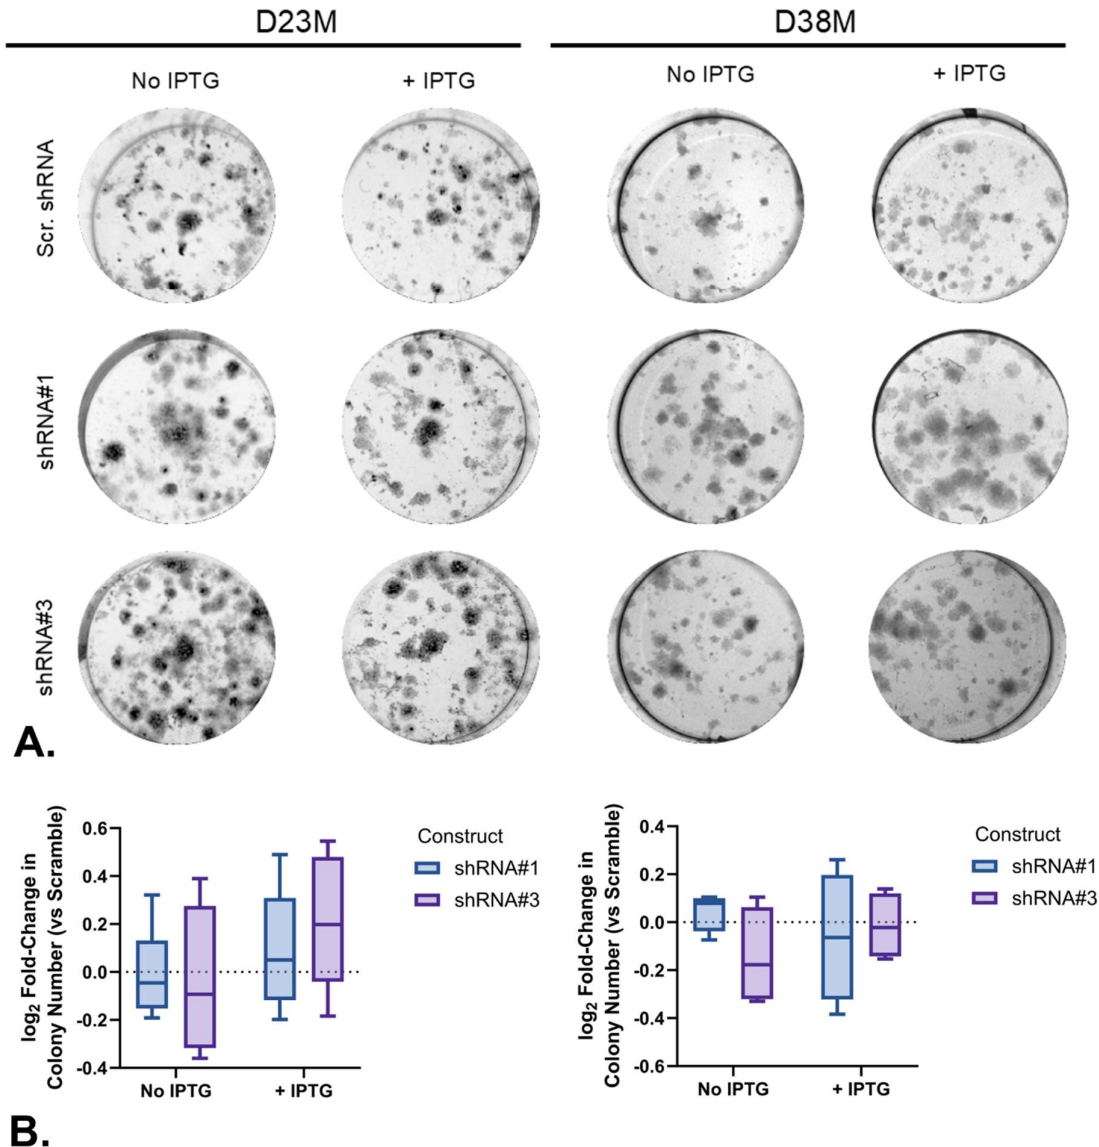 D23M
D38M
No IPTG
+ IPTG
No IPTG
+ IPTG
Scr. shRNA
shRNA#1
shRNA#3
A.
log2 Fold-Change in
Colony Number (vs Scramble)
0.6
0.4
0.2
0.0
-0.2
-0.4
No IPTG
+ IPTG
Construct
shRNA#1
shRNA#3
log2 Fold-Change in
Colony Number (vs Scramble)
0.4
0.2
0.0
-0.2
-0.4
-0.6
No IPTG
+ IPTG
Construct
shRNA#1
shRNA#3
B.